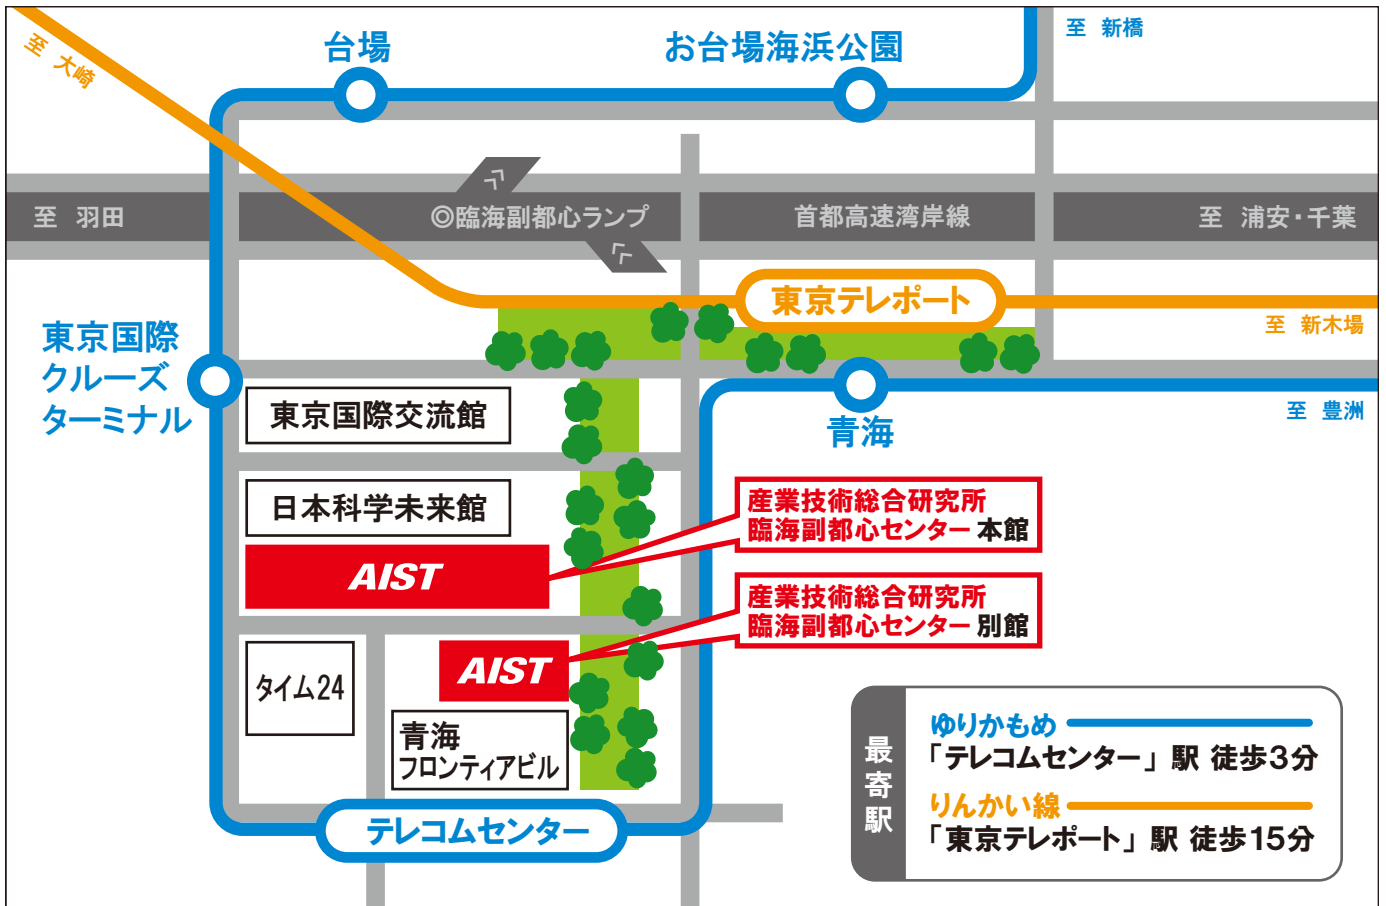 至 大崎
台場
お台場海浜公園
至 新橋
至 羽田
◎臨海副都心ランプ
首都高速湾岸線
至 浦安・千葉
東京テレポート
至 新木場
東京国際
クルーズ
ターミナル
青海
至 豊洲
東京国際交流館
日本科学未来館
AIST
産業技術総合研究所
臨海副都心センター 本館
産業技術総合研究所
臨海副都心センター 別館
タイム24
AIST
青海
フロンティアビル
テレコムセンター
最寄駅
ゆりかもめ
「テレコムセンター」駅 徒歩3分
りんかい線
「東京テレポート」駅 徒歩15分